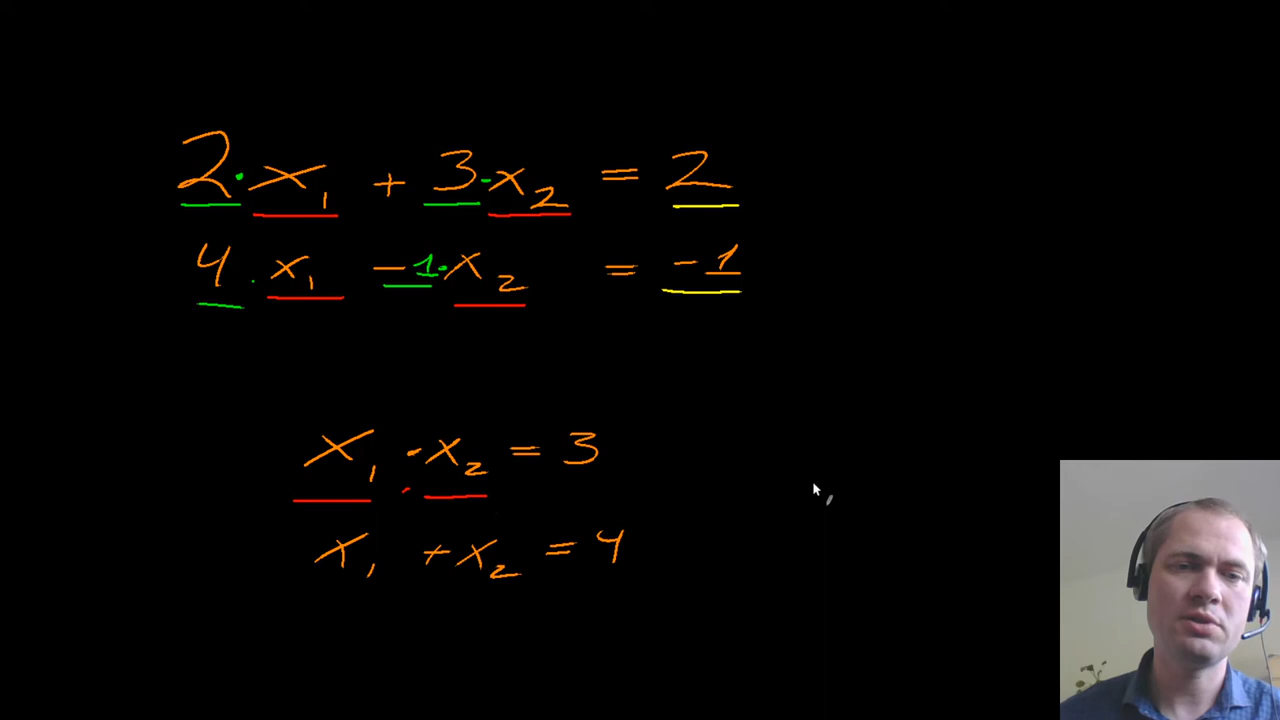 2·x₁ + 3·x₂ = 2
4·x₁ -1·x₂ = -1
x₁ ·x₂ = 3
x₁ +x₂ = 4